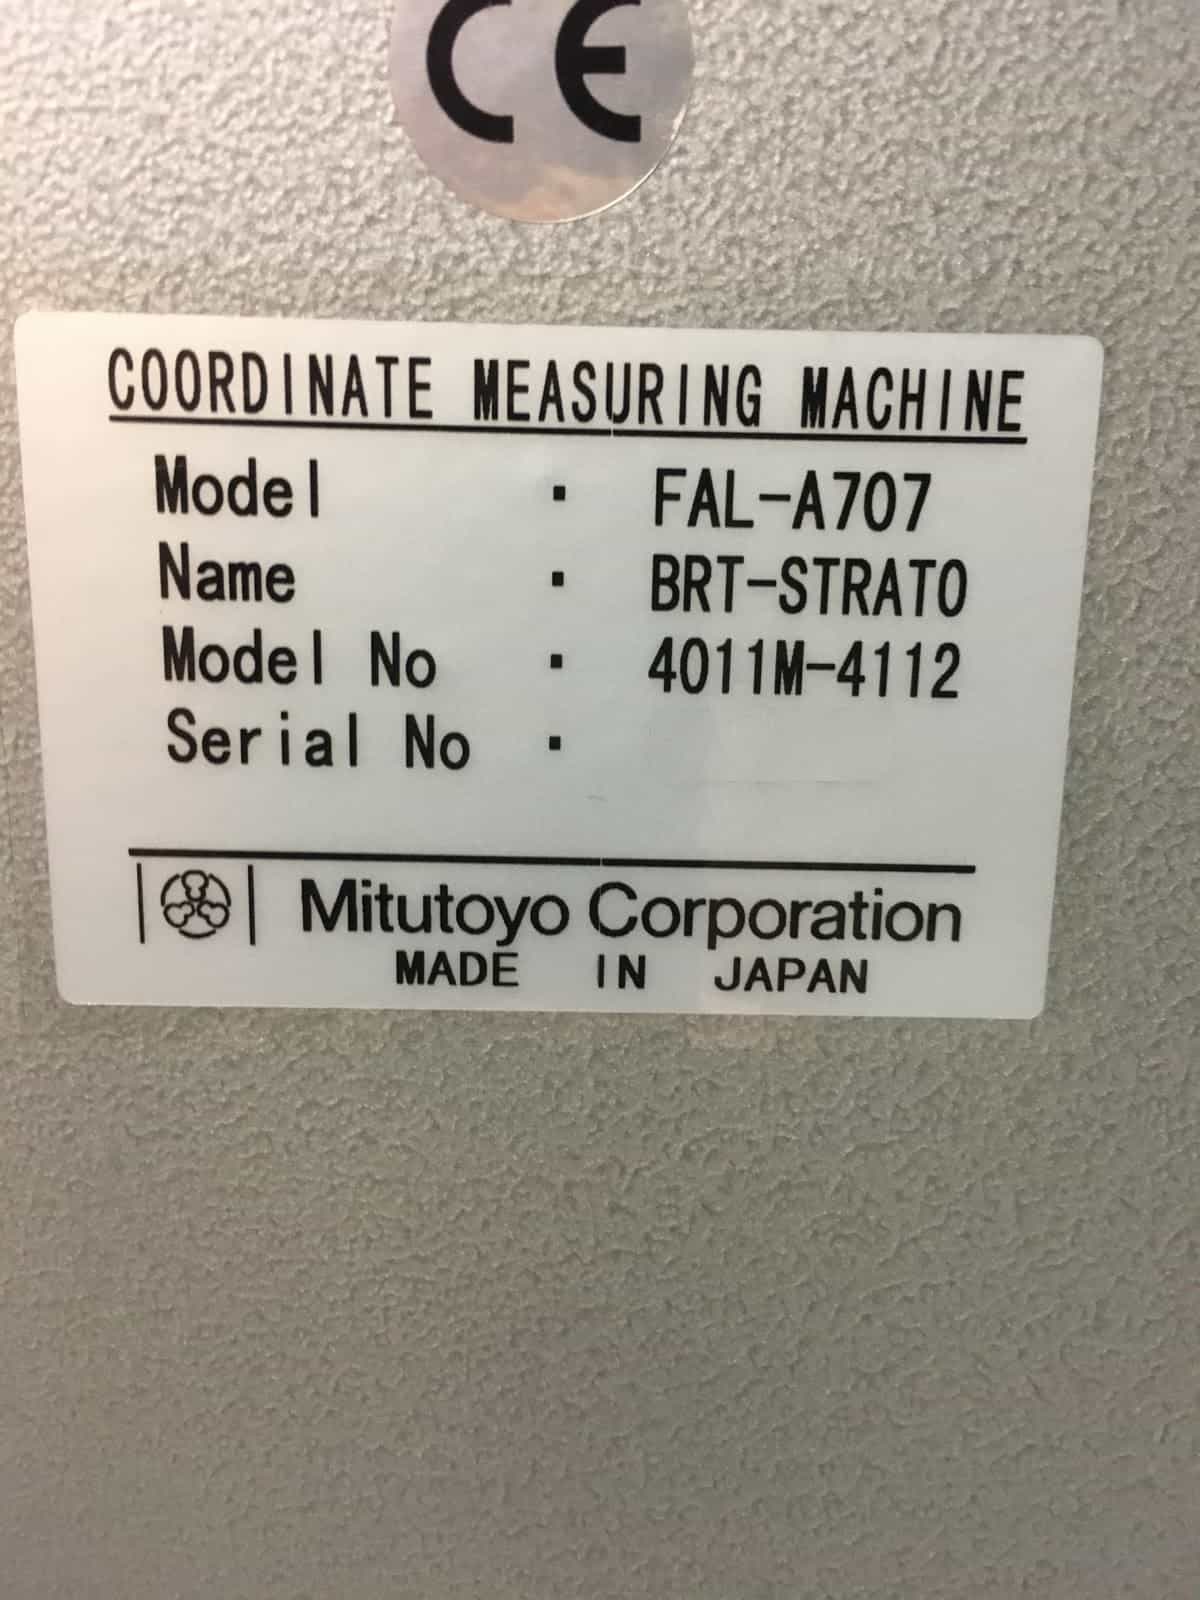 CE
COORDINATE MEASURING MACHINE
Model · FAL-A707
Name · BRT-STRATO
Model No · 4011M-4112
Serial No ·
Mitutoyo Corporation
MADE IN JAPAN